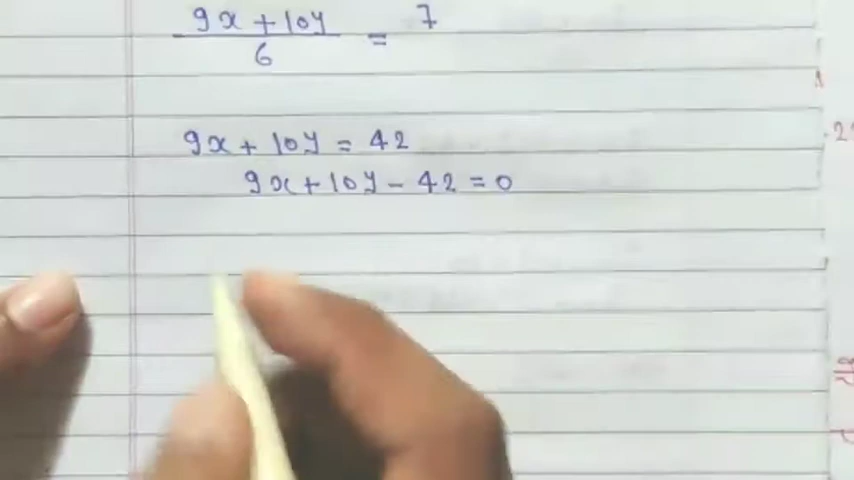 9x + 10y
6
= 7
9x + 10y = 42
9x + 10y - 42 = 0